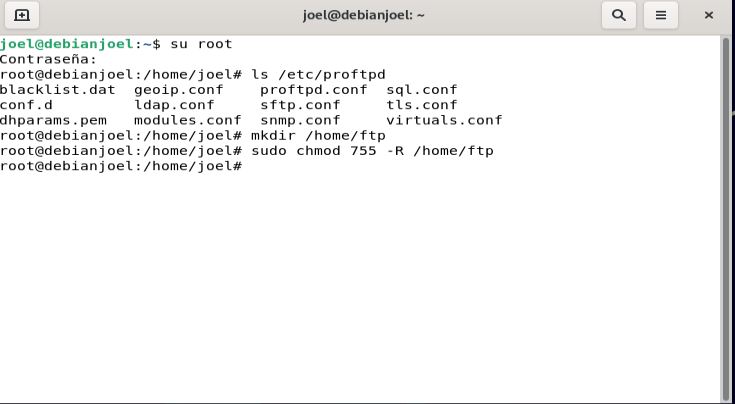 joel@debianjoel: ~
joel@debianjoel:~$ su root
Contraseña:
root@debianjoel:/home/joel# ls /etc/proftpd
blacklist.dat  geoip.conf    proftpd.conf  sql.conf
conf.d         ldap.conf     sftp.conf     tls.conf
dhparams.pem   modules.conf  snmp.conf     virtuals.conf
root@debianjoel:/home/joel# mkdir /home/ftp
root@debianjoel:/home/joel# sudo chmod 755 -R /home/ftp
root@debianjoel:/home/joel#